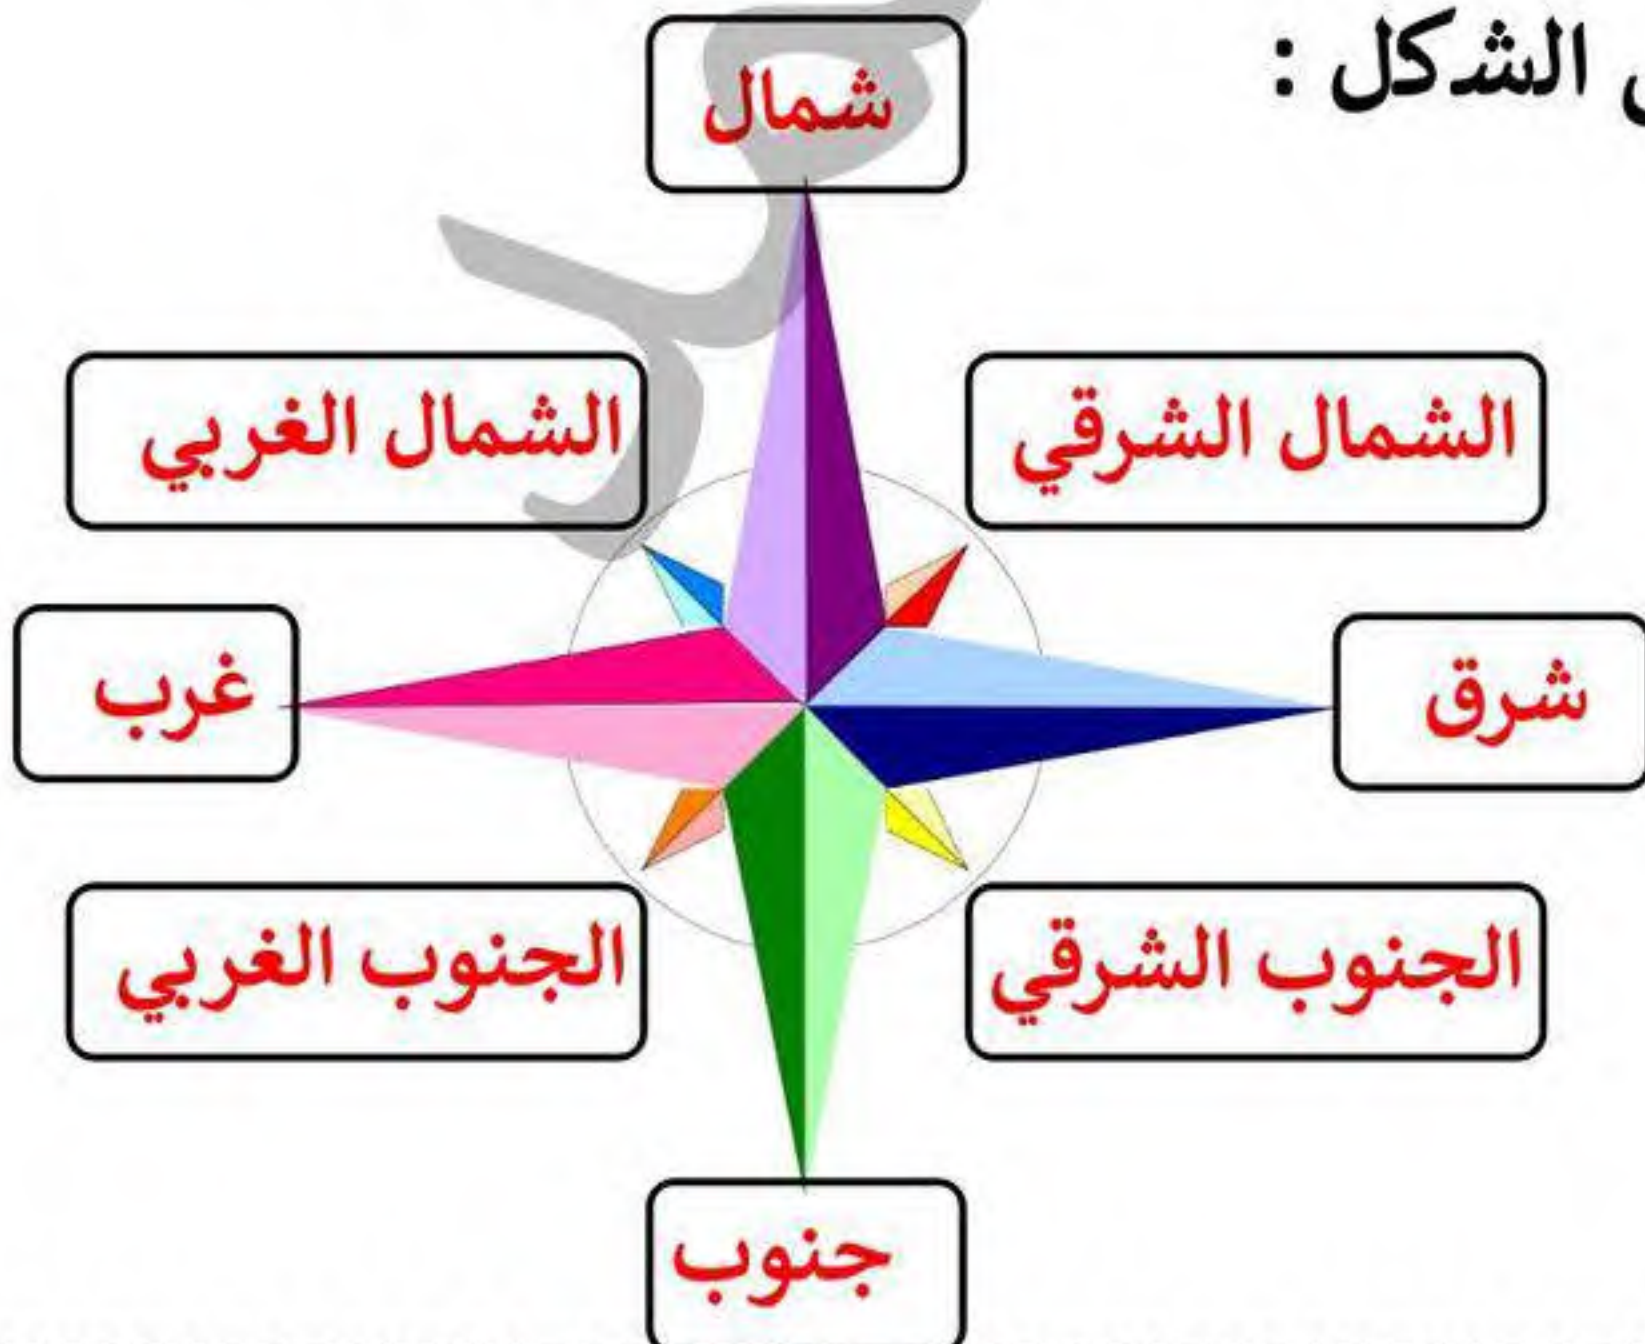 الشكل :
شمال
الشمال الشرقي
الشمال الغربي
شرق
غرب
الجنوب الشرقي
الجنوب الغربي
جنوب